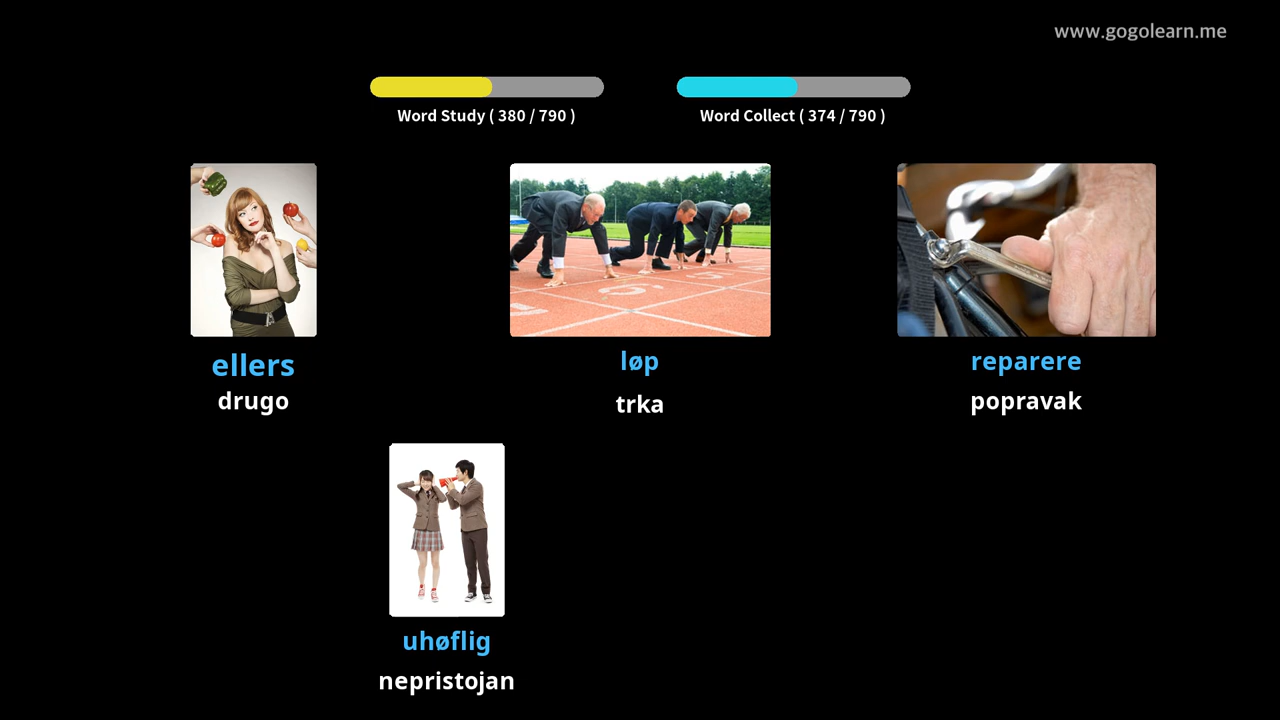 www.gogolearn.me
Word Study ( 380 / 790 )
Word Collect ( 374 / 790 )
ellers
drugo
løp
trka
reparere
popravak
uhøflig
nepristojan